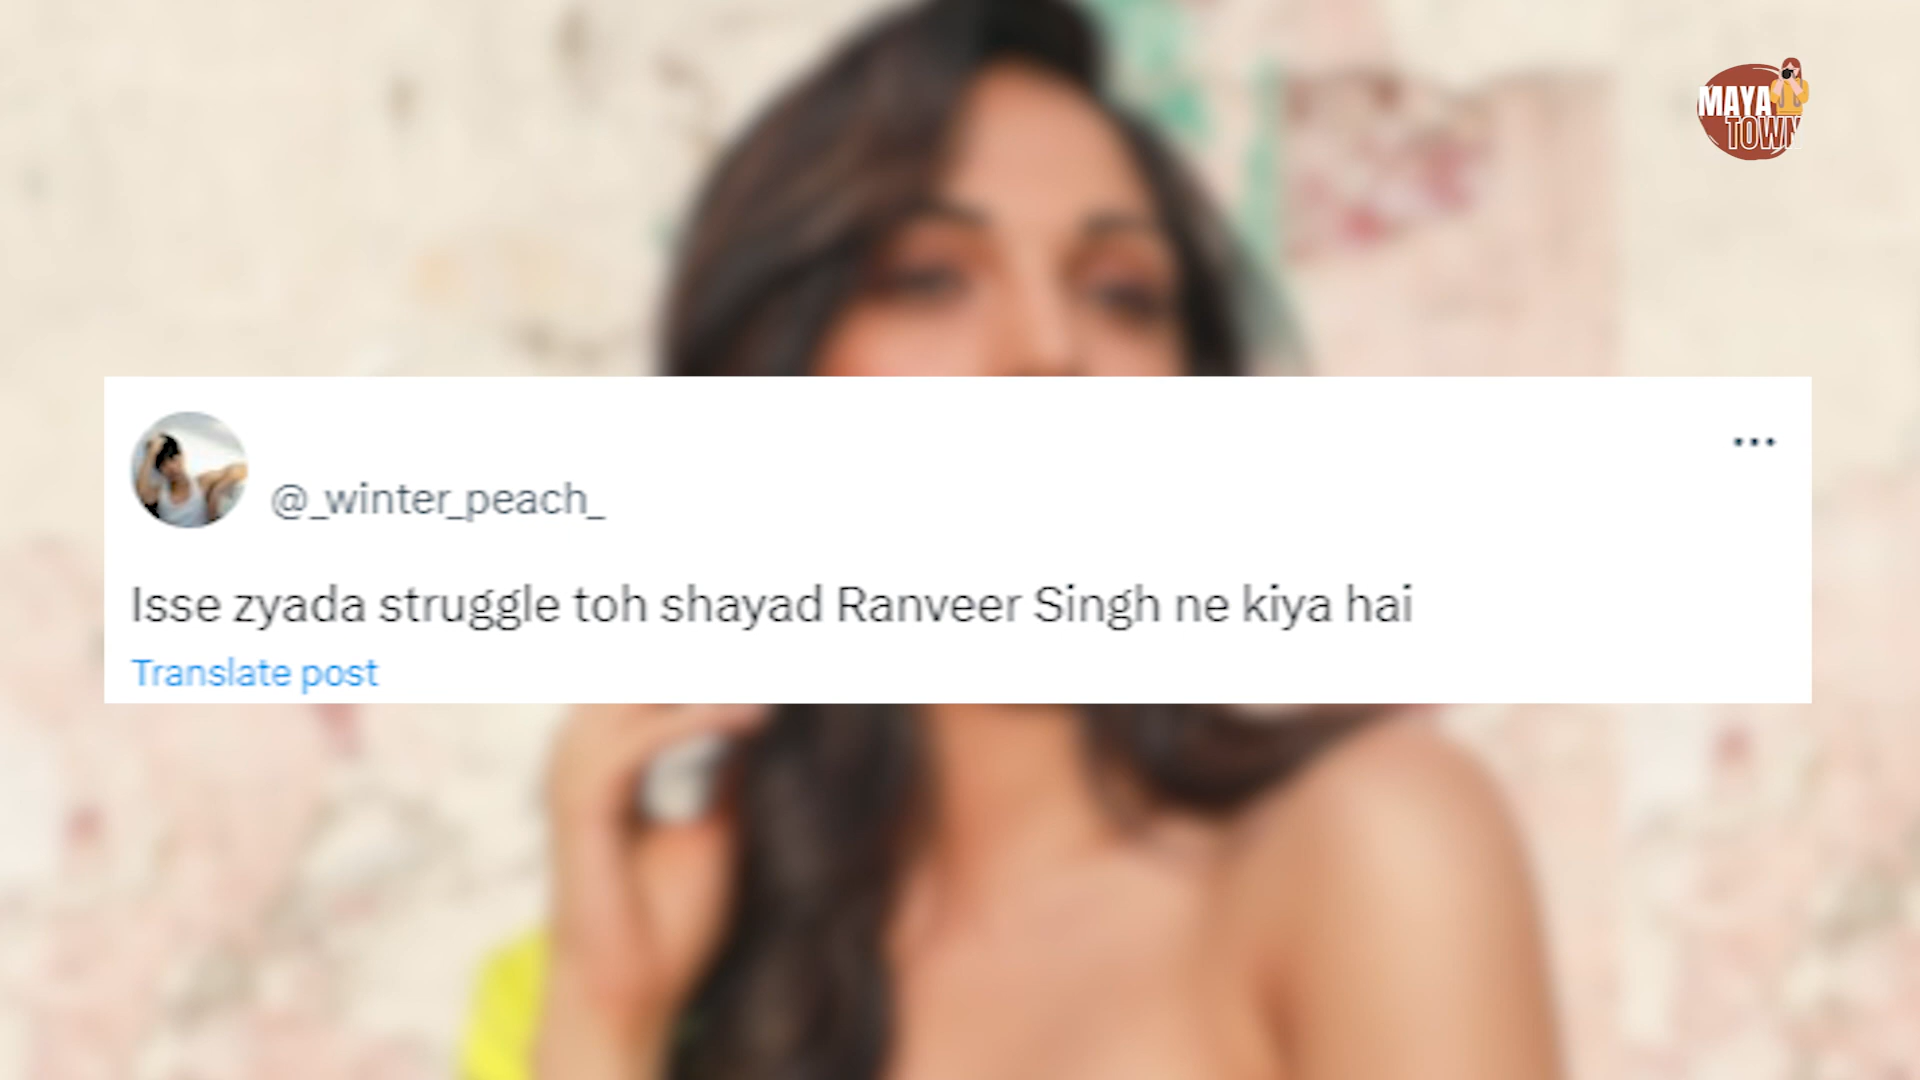 MAYA
TOWN
@_winter_peach_
Isse zyada struggle toh shayad Ranveer Singh ne kiya hai
Translate post